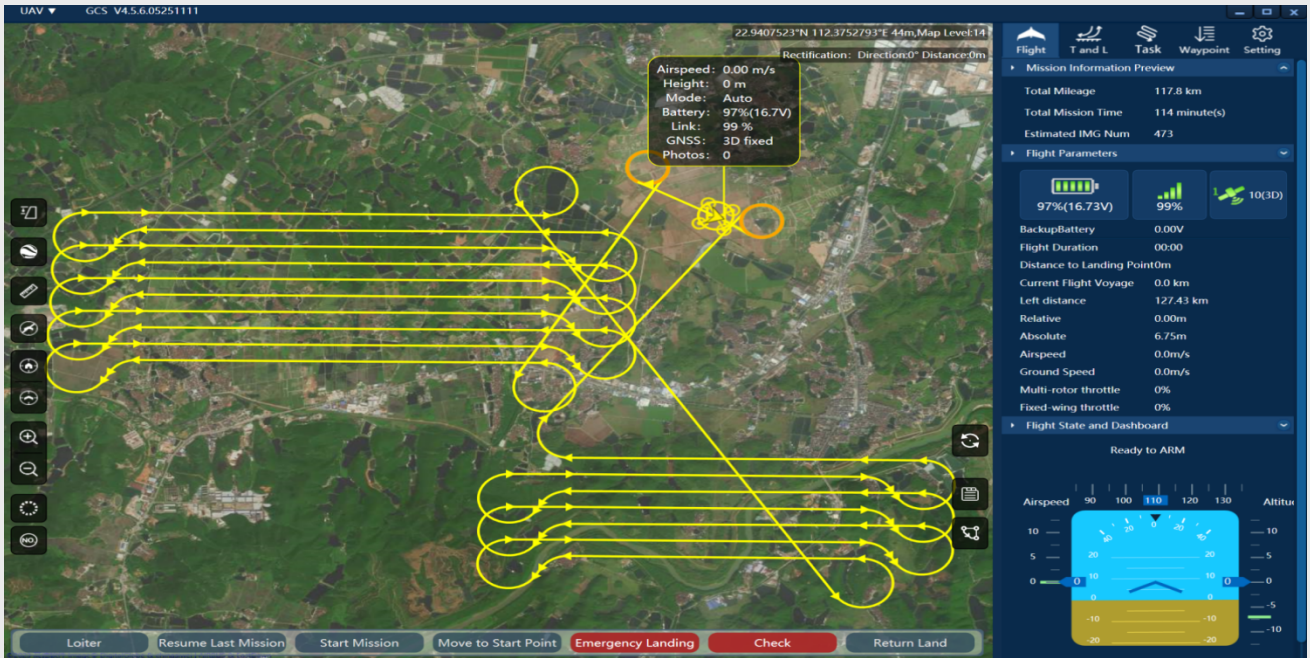 UAV ▼ GCS V4.5.6.05251111
22.9407523°N 112.3752793°E 44m,Map Level:14
Rectification: Direction:0° Distance:0m
Airspeed: 0.00 m/s
Height: 0 m
Mode: Auto
Battery: 97%(16.7V)
Link: 99 %
GNSS: 3D fixed
Photos: 0
NO.
Loiter
Resume Last Mission
Start Mission
Move to Start Point
Emergency Landing
Check
Return Land
Flight
T and L
Task
Waypoint
Setting
Mission Information Preview
Total Mileage 117.8 km
Total Mission Time 114 minute(s)
Estimated IMG Num 473
Flight Parameters
97%(16.73V)
99%
1
10(3D)
BackupBattery 0.00V
Flight Duration 00:00
Distance to Landing Point0m
Current Flight Voyage 0.0 km
Left distance 127.43 km
Relative 0.00m
Absolute 6.75m
Airspeed 0.0m/s
Ground Speed 0.0m/s
Multi-rotor throttle 0%
Fixed-wing throttle 0%
Flight State and Dashboard
Ready to ARM
Airspeed 90 100 110 120 130 Altitu
40 20 0 20 40
10 20 20 10
5 5
0 0 10 10 0 0
0 0
-10 -10 -5
-20 -20 -10